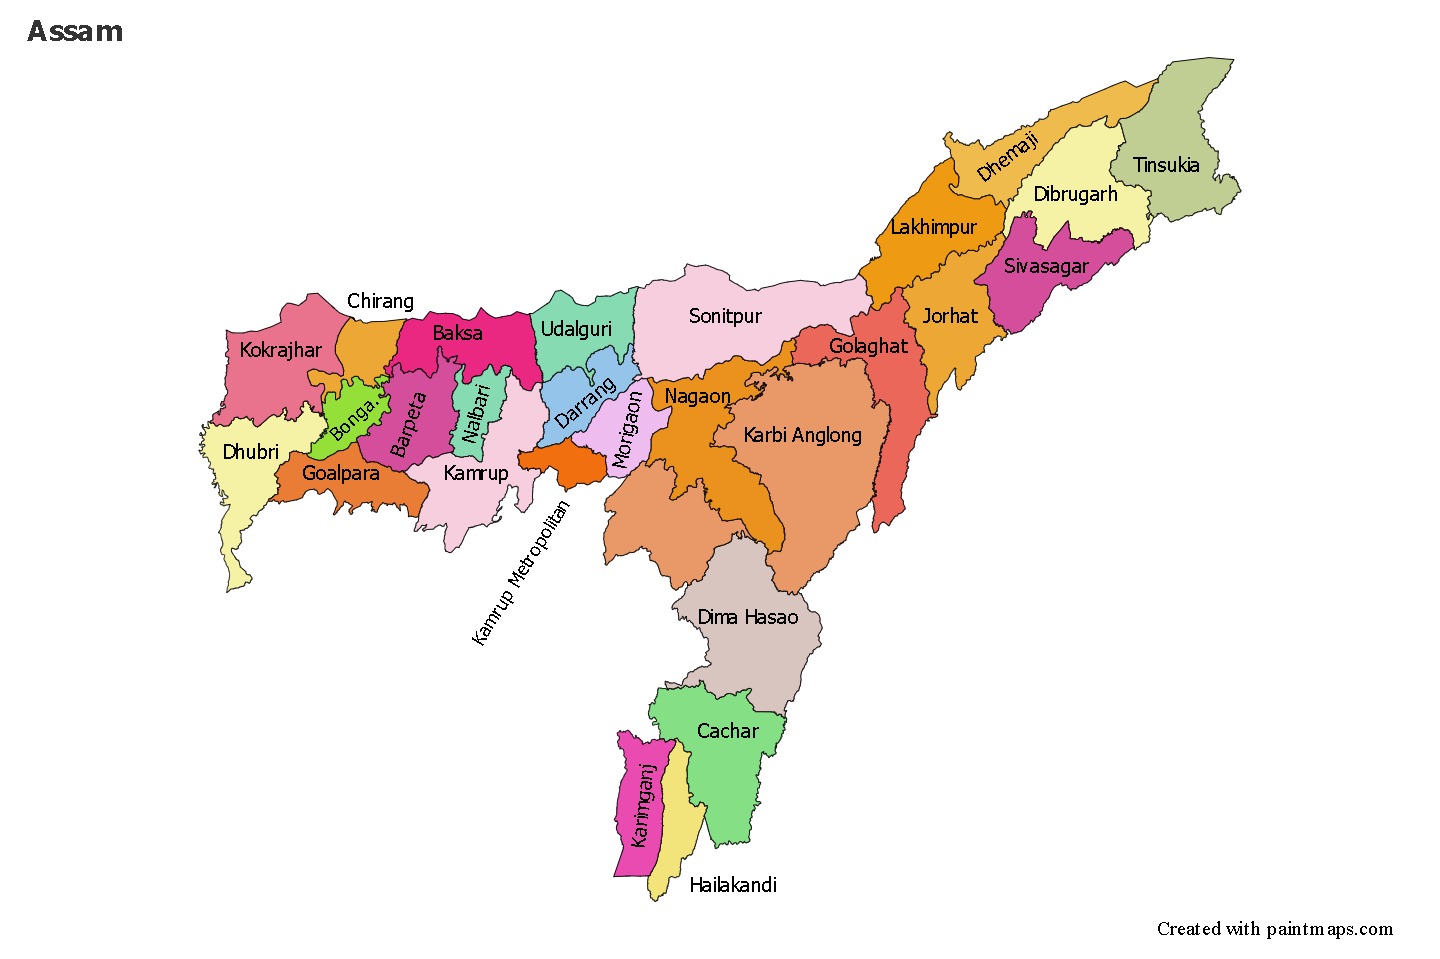 Assam
Tinsukia
Dhemaji
Dibrugarh
Lakhimpur
Sivasagar
Chirang
Jorhat
Sonitpur
Udalguri
Baksa
Golaghat
Kokrajhar
Nagaon
Darrang
Morigaon
Nalbari
Barpeta
Bonga.
Karbi Anglong
Dhubri
Goalpara
Kamrup
Kamrup Metropolitan
Dima Hasao
Cachar
Karimganj
Hailakandi
Created with paintmaps.com